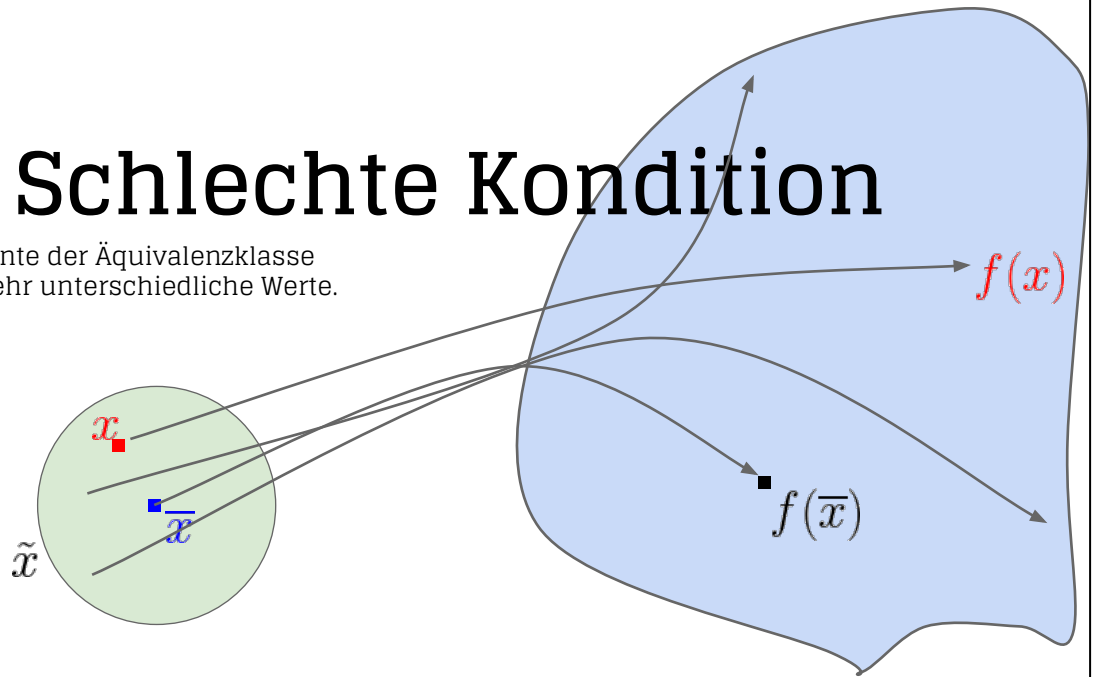 Schlechte Kondition
nte der Äquivalenzklasse
ehr unterschiedliche Werte.
f(x)
x
x̅
f(x̅)
x̃